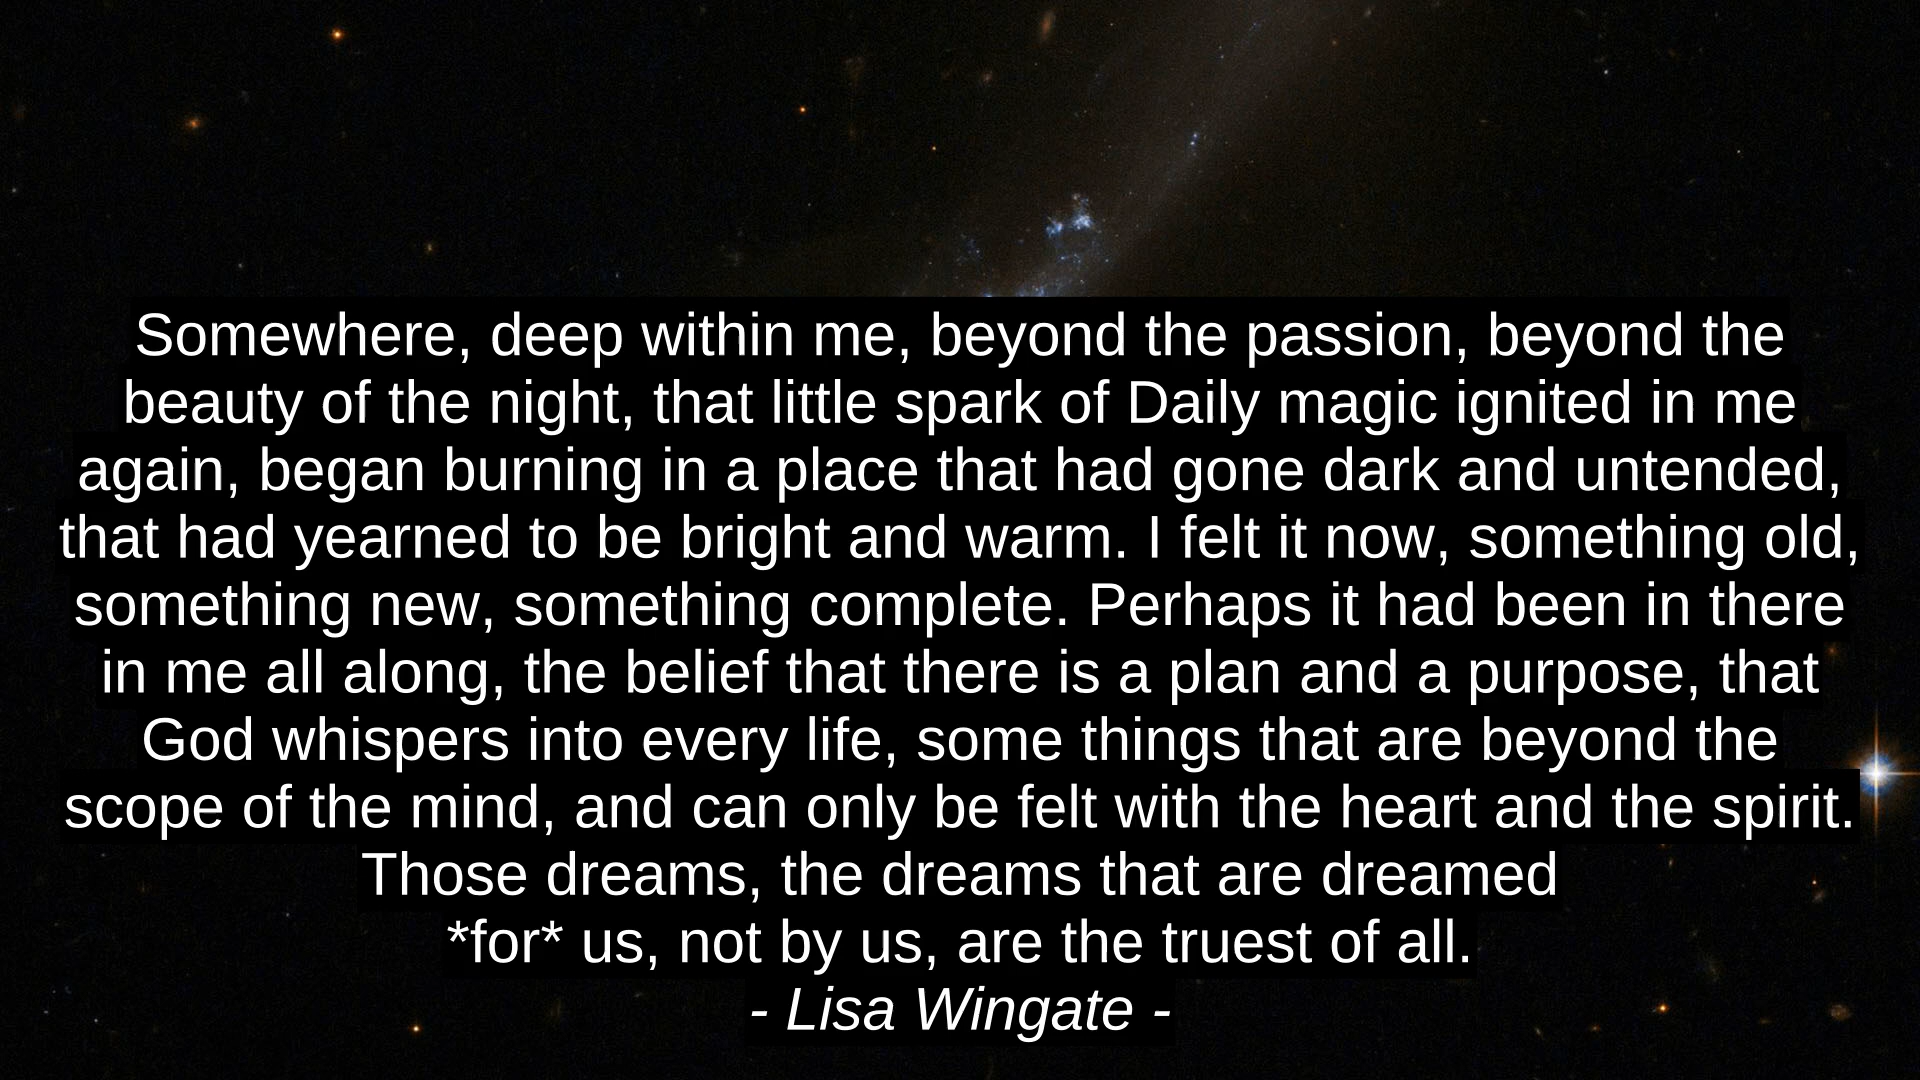 Somewhere, deep within me, beyond the passion, beyond the
beauty of the night, that little spark of Daily magic ignited in me
again, began burning in a place that had gone dark and untended,
that had yearned to be bright and warm. I felt it now, something old,
something new, something complete. Perhaps it had been in there
in me all along, the belief that there is a plan and a purpose, that
God whispers into every life, some things that are beyond the
scope of the mind, and can only be felt with the heart and the spirit.
Those dreams, the dreams that are dreamed
*for* us, not by us, are the truest of all.
- Lisa Wingate -